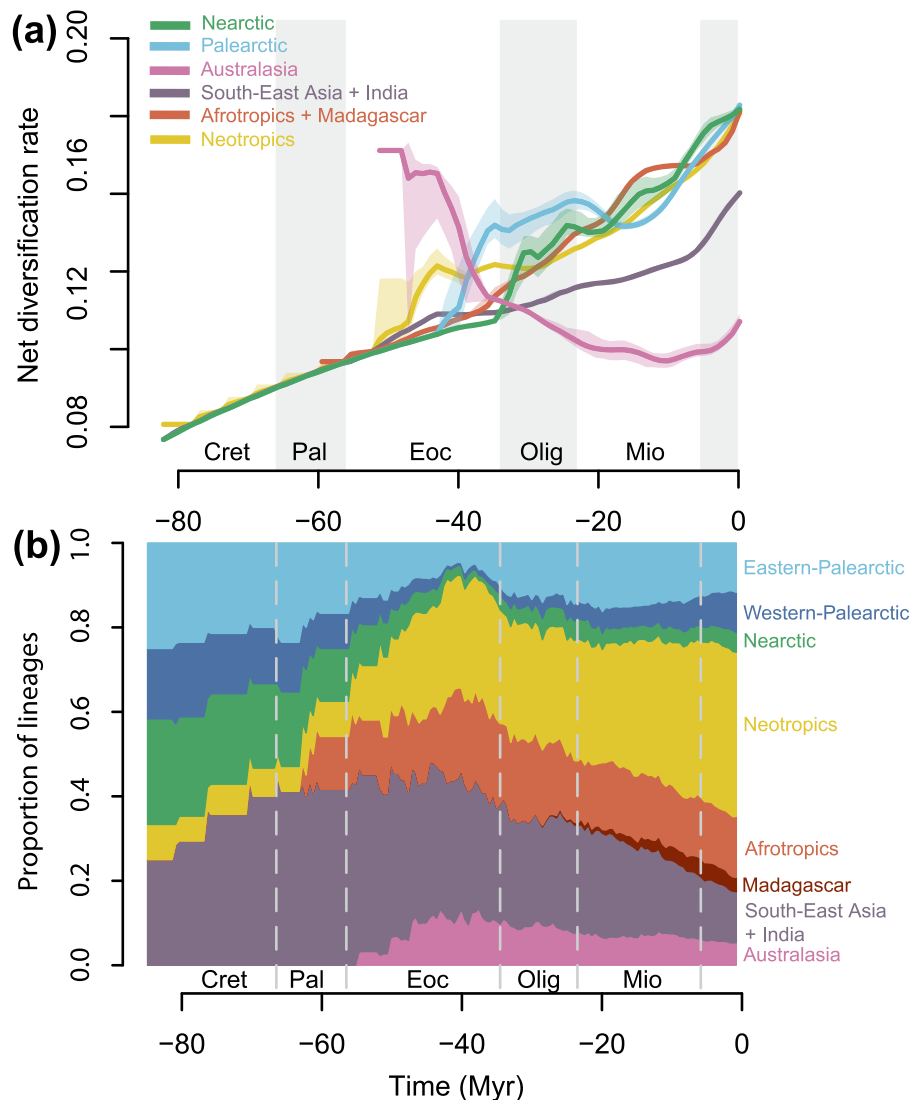 (a)
Nearctic
Palearctic
Australasia
South-East Asia + India
Afrotropics + Madagascar
Neotropics
Net diversification rate
0.20
0.16
0.12
0.08
Cret Pal Eoc Olig Mio
−80 −60 −40 −20 0
(b)
Proportion of lineages
1.0
0.8
0.6
0.4
0.2
0.0
Eastern-Palearctic
Western-Palearctic
Nearctic
Neotropics
Afrotropics
Madagascar
South-East Asia
+ India
Australasia
Cret Pal Eoc Olig Mio
−80 −60 −40 −20 0
Time (Myr)